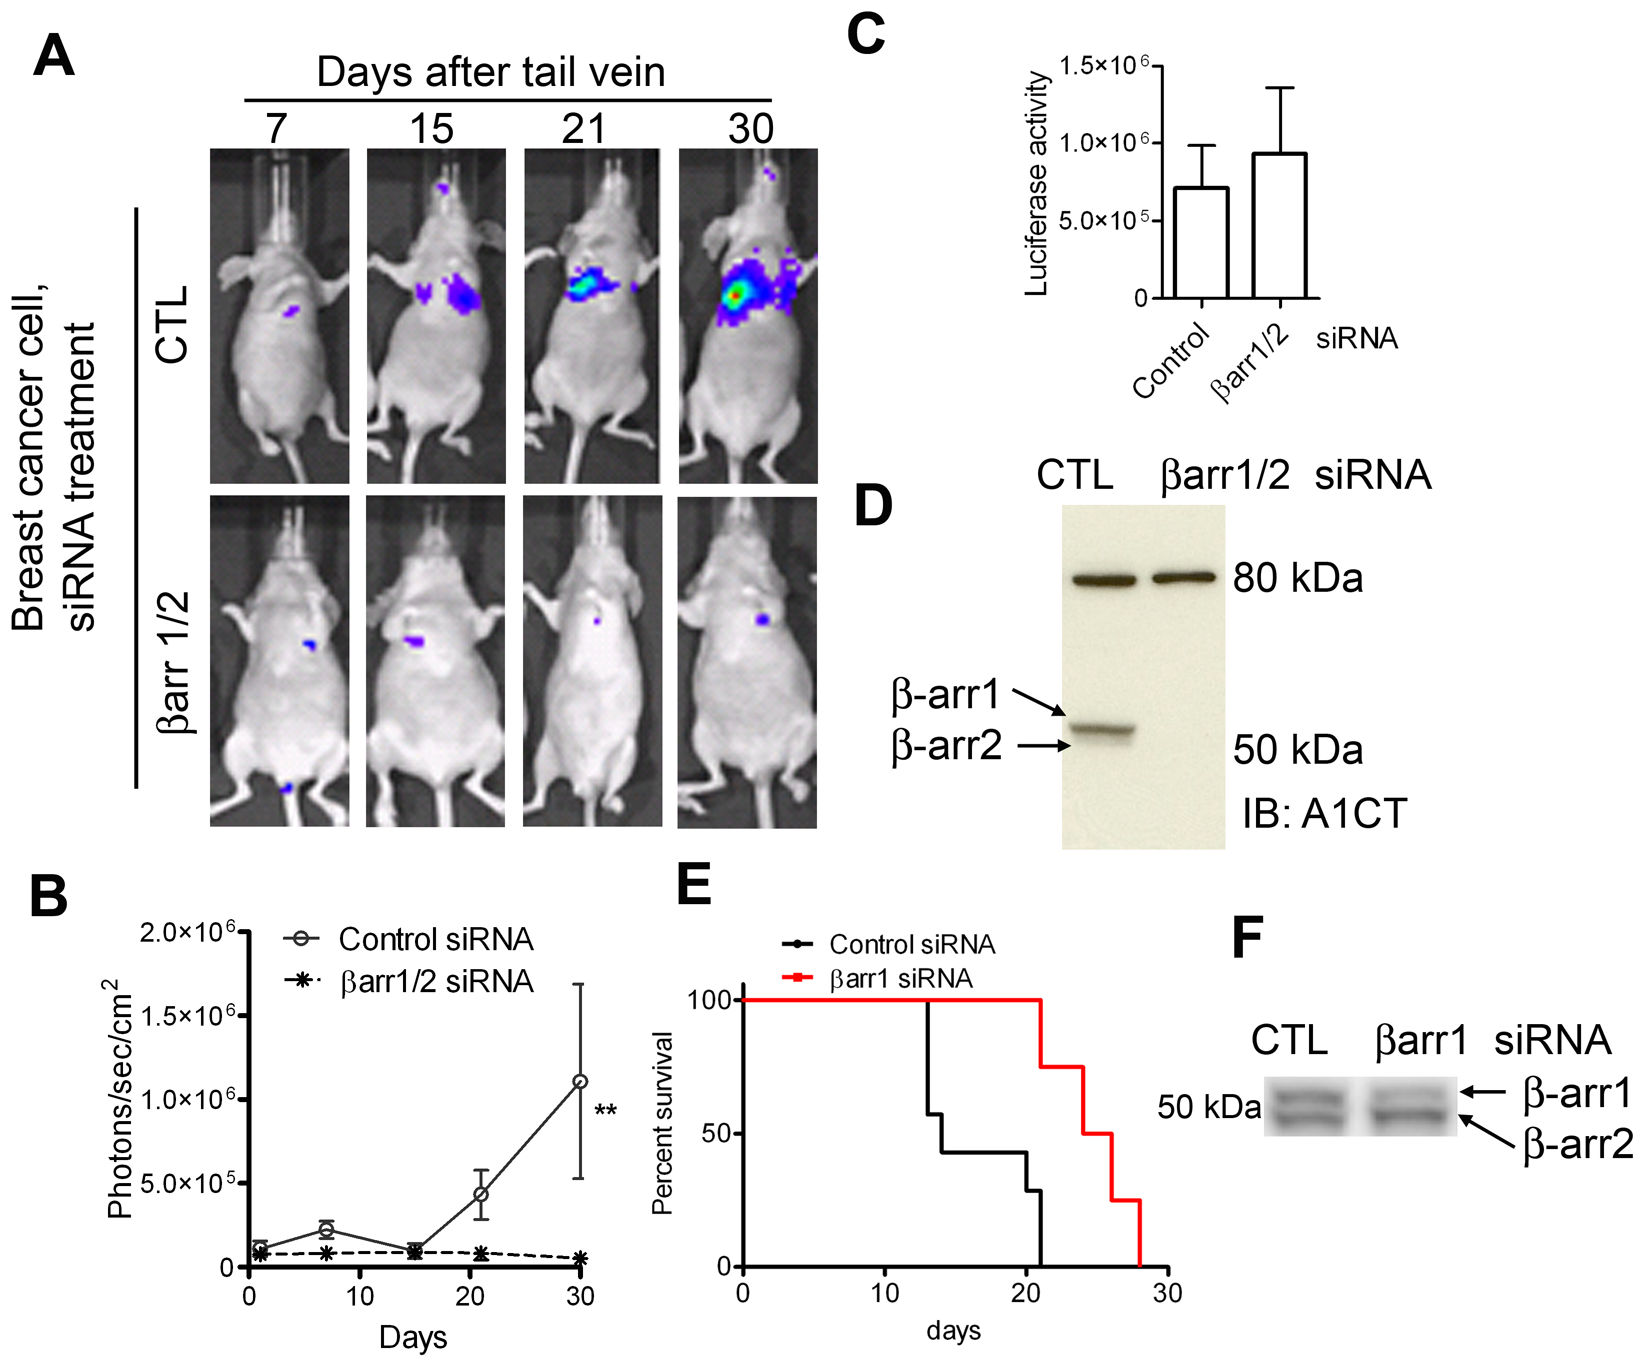 A
Days after tail vein
7 15 21 30
Breast cancer cell,
siRNA treatment
CTL
βarr 1/2
B
2.0×10⁶
1.5×10⁶
1.0×10⁶
5.0×10⁵
0
Photons/sec/cm²
Control siRNA
βarr1/2 siRNA
**
0 10 20 30
Days
C
1.5×10⁶
1.0×10⁶
5.0×10⁵
0
Luciferase activity
Control
βarr1/2
siRNA
D
CTL βarr1/2 siRNA
80 kDa
β-arr1
β-arr2
50 kDa
IB: A1CT
E
Control siRNA
βarr1 siRNA
100
50
0
Percent survival
0 10 20 30
days
F
CTL βarr1 siRNA
50 kDa
β-arr1
β-arr2